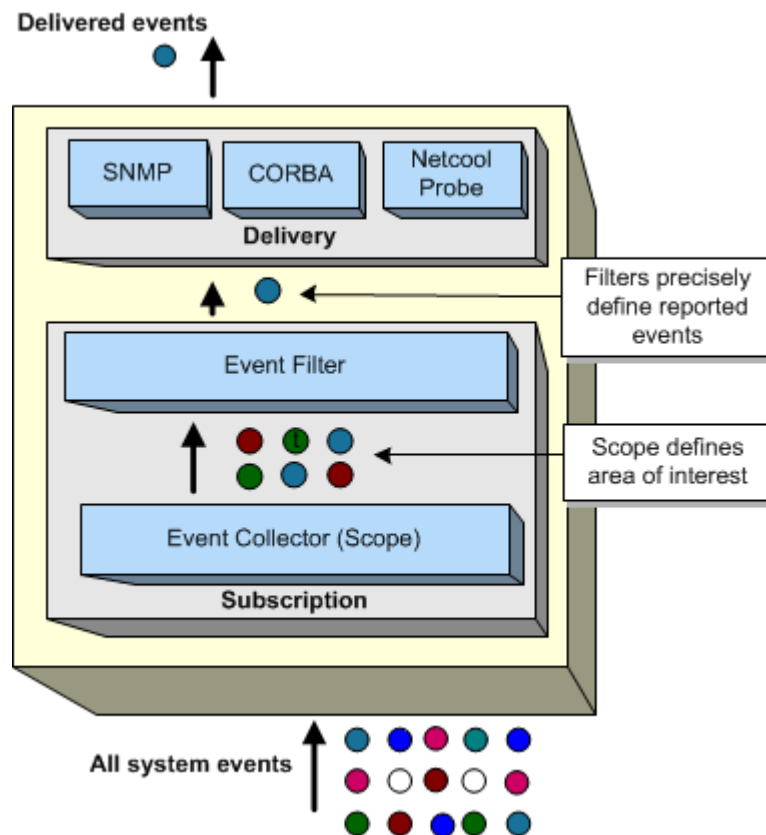 Delivered events
SNMP
CORBA
Netcool
Probe
Delivery
Filters precisely
define reported
events
Event Filter
t
Scope defines
area of interest
Event Collector (Scope)
Subscription
All system events